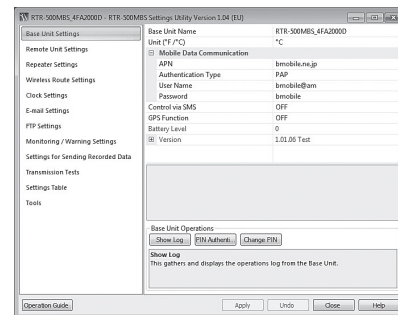 RTR-500MBS_4FA2000D - RTR-500MBS Settings Utility Version 1.04 (EU)
Base Unit Settings
Remote Unit Settings
Repeater Settings
Wireless Route Settings
Clock Settings
E-mail Settings
FTP Settings
Monitoring / Warning Settings
Settings for Sending Recorded Data
Transmission Tests
Settings Table
Tools
Base Unit Name RTR-500MBS_4FA2000D
Unit (°F /°C) °C
Mobile Data Communication
APN bmobile.ne.jp
Authentication Type PAP
User Name bmobile@am
Password bmobile
Control via SMS OFF
GPS Function OFF
Battery Level 0
Version 1.01.06 Test
Base Unit Operations
Show Log PIN Authenti... Change PIN
Show Log
This gathers and displays the operations log from the Base Unit.
Operation Guide Apply Undo Close Help